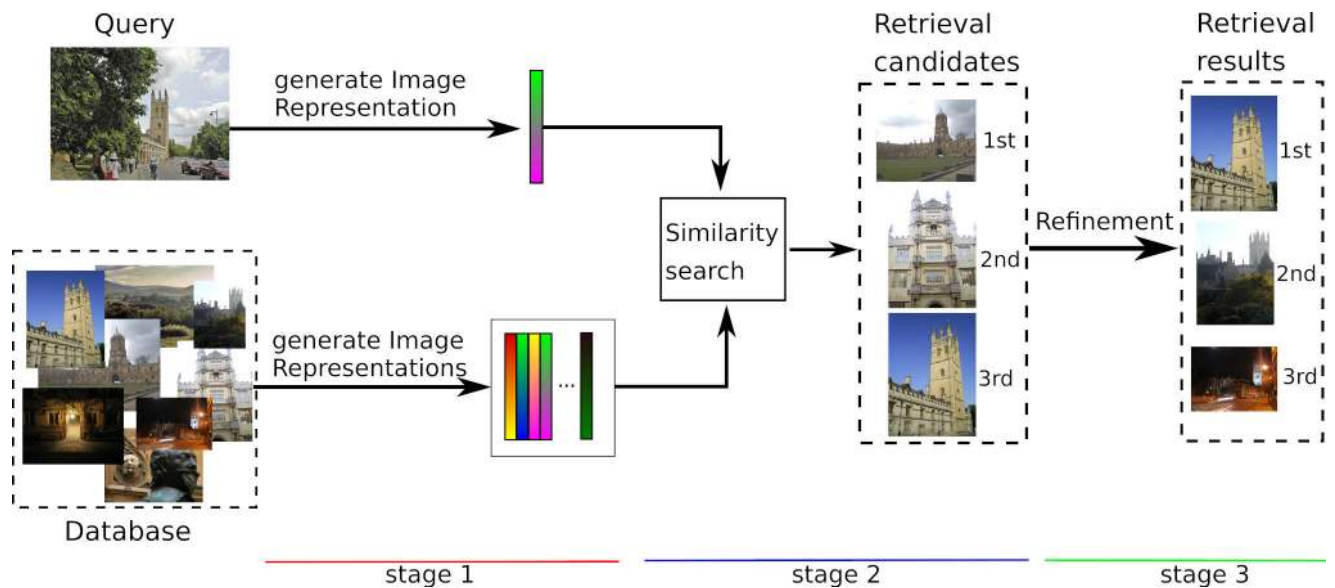 Query
generate Image
Representation
Retrieval
candidates
1st
2nd
3rd
Retrieval
results
1st
2nd
3rd
Similarity
search
Refinement
generate Image
Representations
...
Database
stage 1
stage 2
stage 3